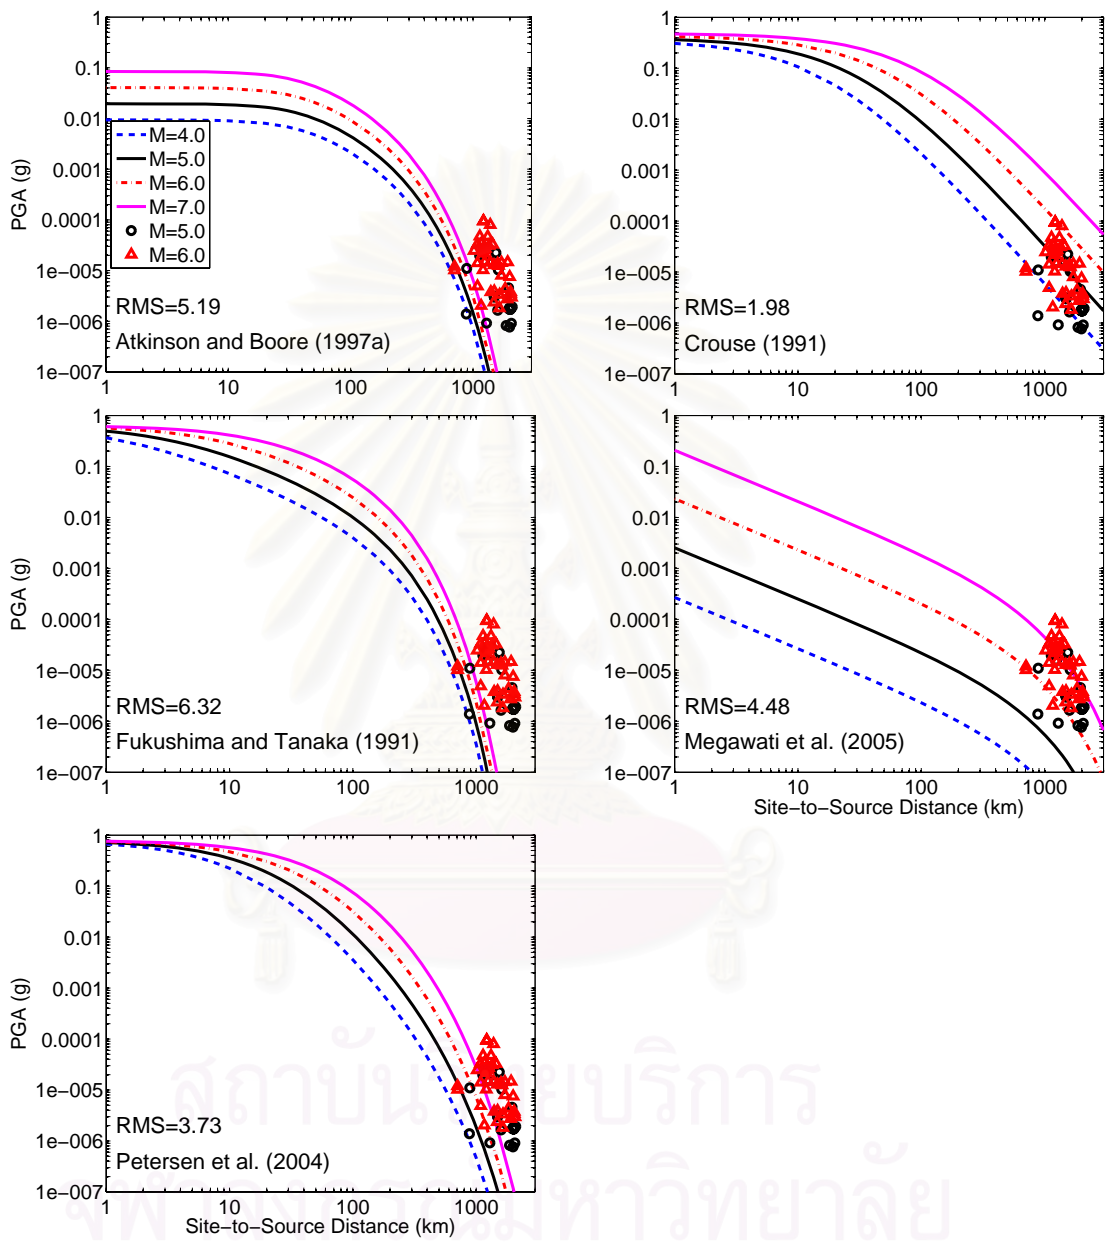 1
0.1
0.01
0.001
0.0001
1e−005
1e−006
1e−007
PGA (g)
M=4.0
M=5.0
M=6.0
M=7.0
M=5.0
M=6.0
RMS=5.19
Atkinson and Boore (1997a)
1 10 100 1000
1
0.1
0.01
0.001
0.0001
1e−005
1e−006
1e−007
RMS=1.98
Crouse (1991)
1 10 100 1000
1
0.1
0.01
0.001
0.0001
1e−005
1e−006
1e−007
PGA (g)
RMS=6.32
Fukushima and Tanaka (1991)
1 10 100 1000
1
0.1
0.01
0.001
0.0001
1e−005
1e−006
1e−007
RMS=4.48
Megawati et al. (2005)
1 10 100 1000
Site−to−Source Distance (km)
1
0.1
0.01
0.001
0.0001
1e−005
1e−006
1e−007
PGA (g)
RMS=3.73
Petersen et al. (2004)
1 10 100 1000
Site−to−Source Distance (km)